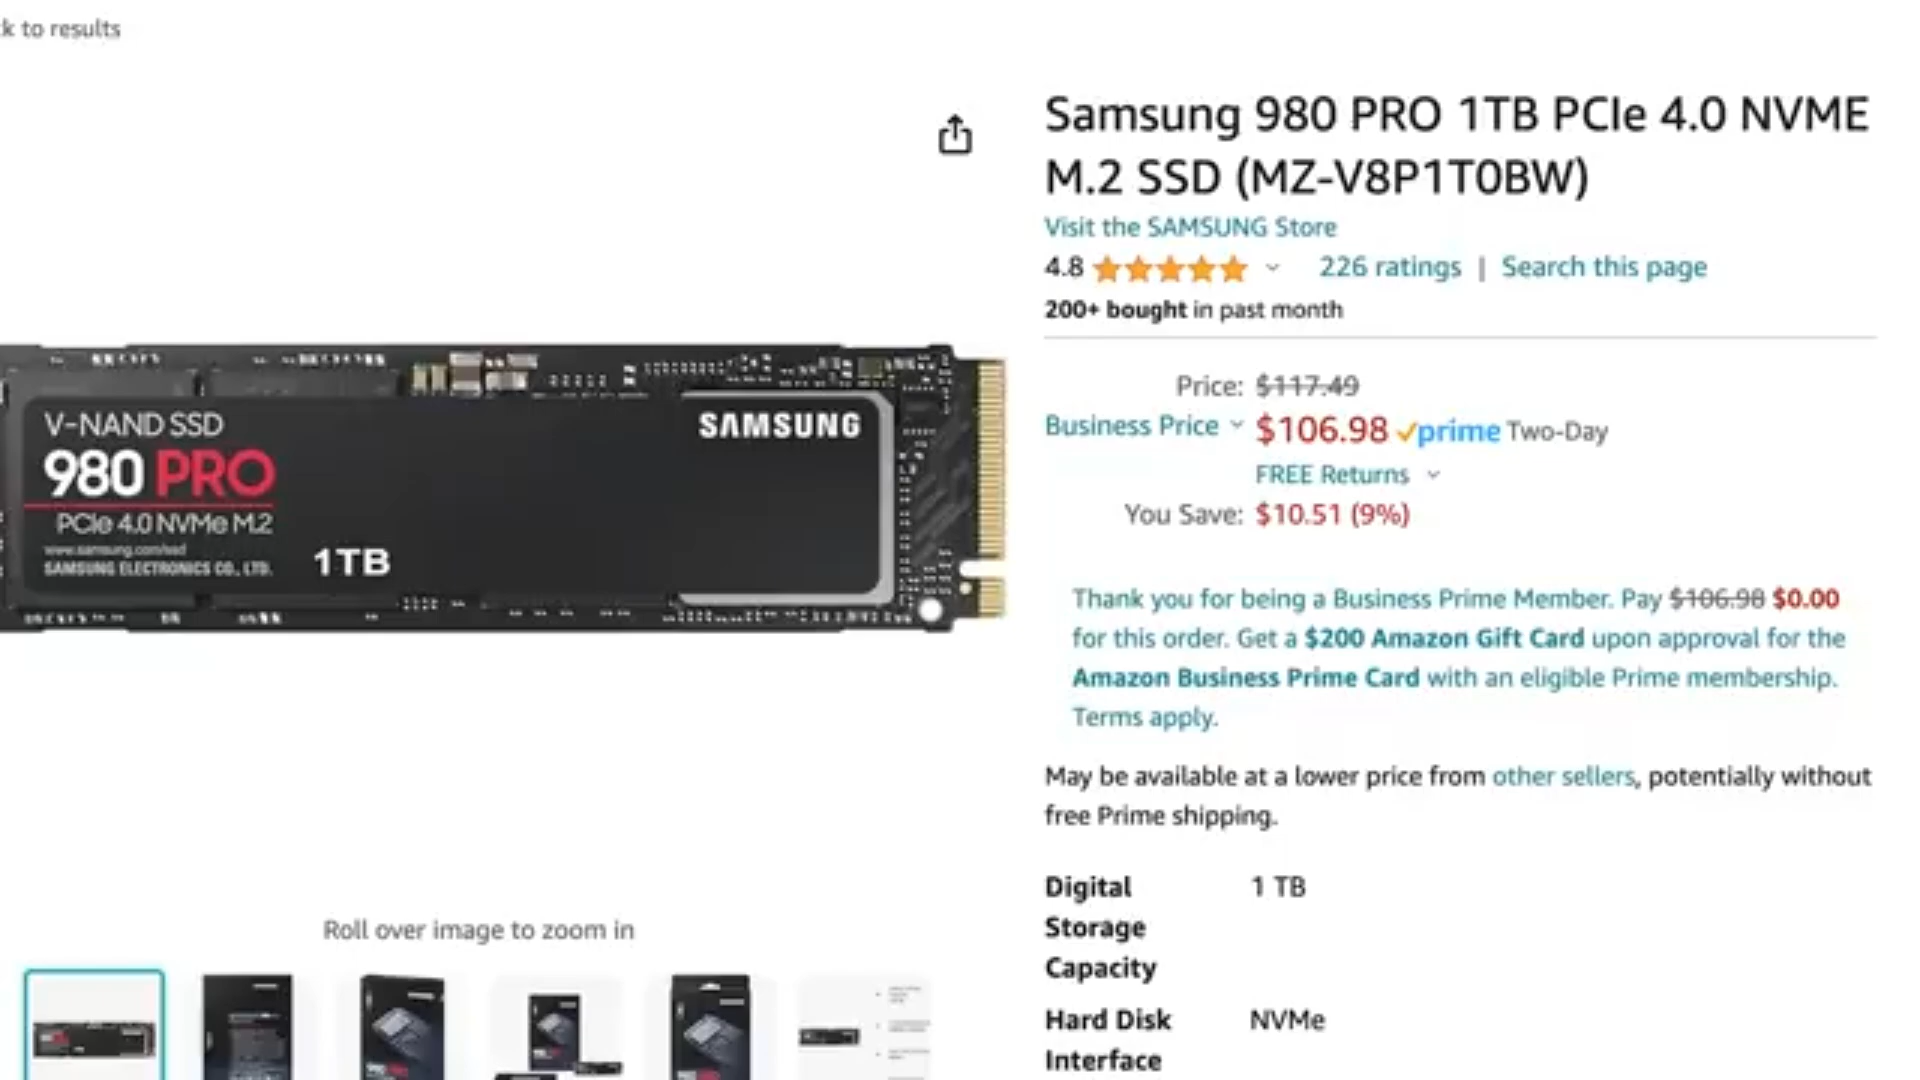 k to results
Samsung 980 PRO 1TB PCIe 4.0 NVME
M.2 SSD (MZ-V8P1T0BW)
Visit the SAMSUNG Store
4.8 226 ratings | Search this page
200+ bought in past month
Price: $117.49
Business Price $106.98 prime Two-Day
FREE Returns
You Save: $10.51 (9%)
Thank you for being a Business Prime Member. Pay $106.98 $0.00
for this order. Get a $200 Amazon Gift Card upon approval for the
Amazon Business Prime Card with an eligible Prime membership.
Terms apply.
May be available at a lower price from other sellers, potentially without
free Prime shipping.
Digital Storage Capacity 1 TB
Hard Disk Interface NVMe
V-NAND SSD
980 PRO
PCIe 4.0 NVMe M.2
www.samsung.com/ssd
SAMSUNG ELECTRONICS CO., LTD.
1TB
SAMSUNG
Roll over image to zoom in